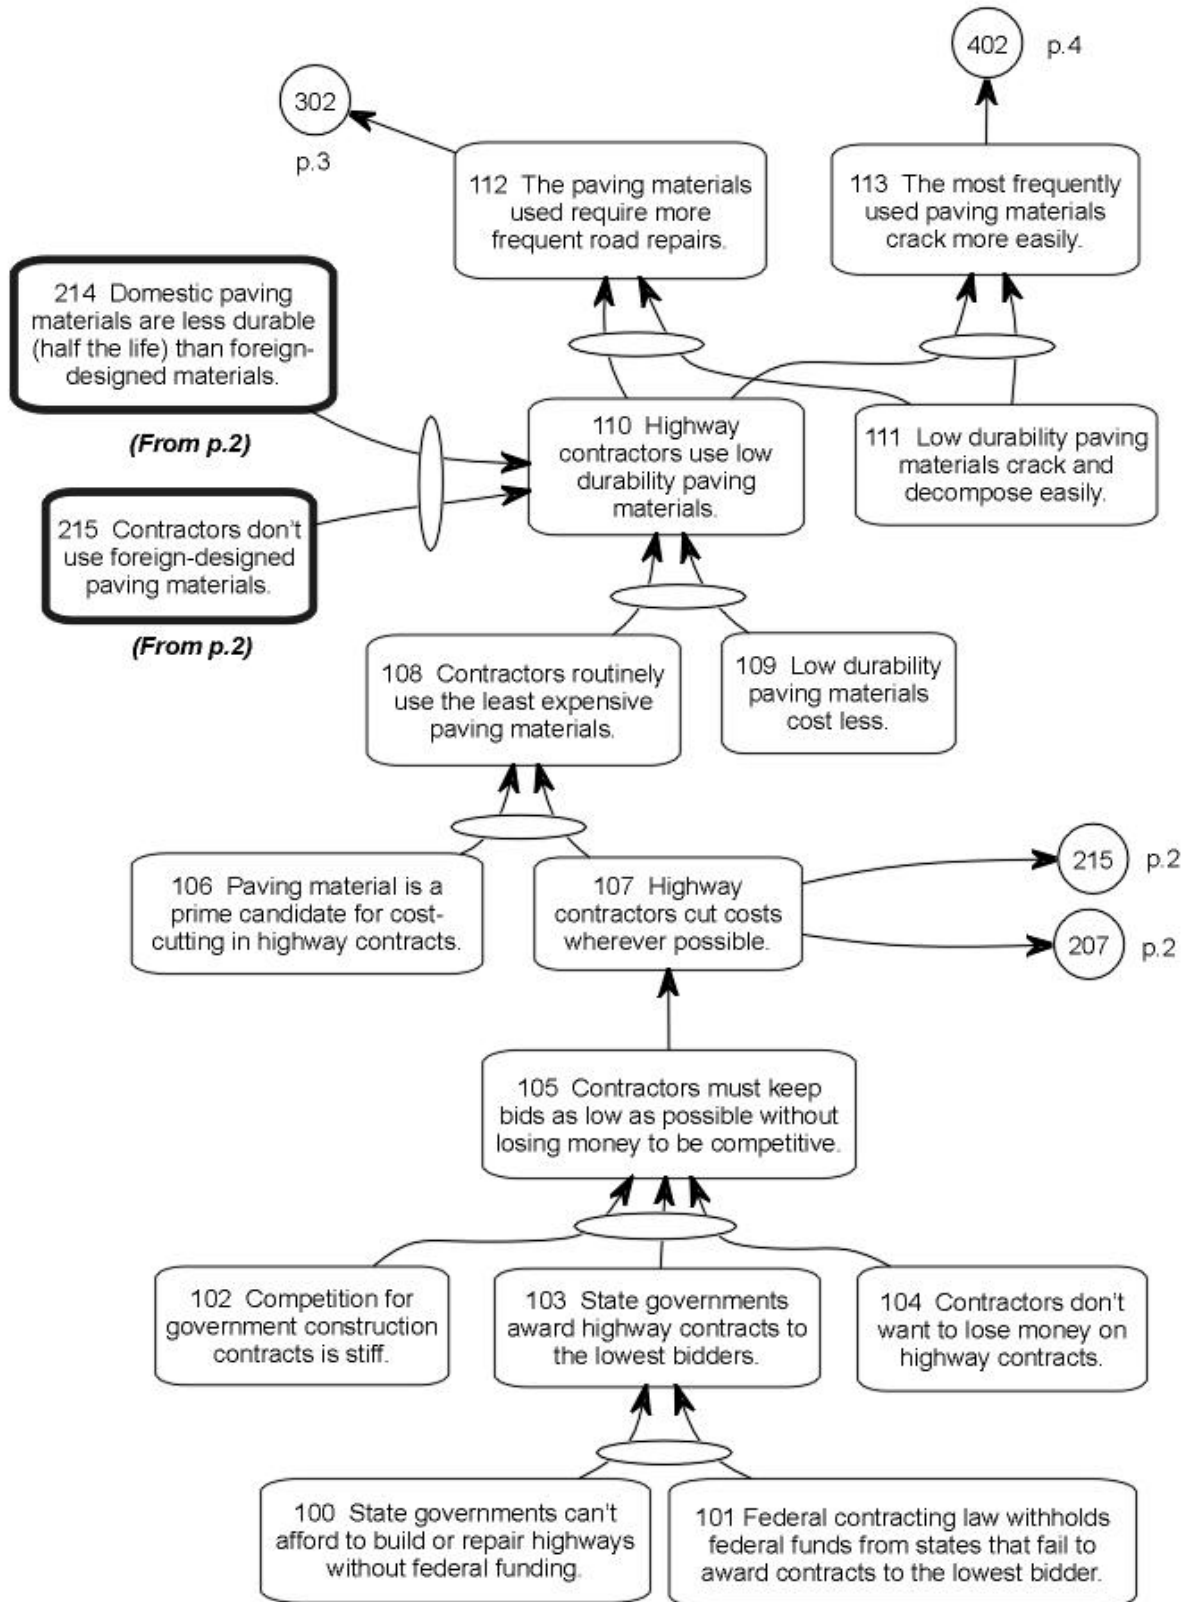 402 p.4
302
p.3
112 The paving materials
used require more
frequent road repairs.
113 The most frequently
used paving materials
crack more easily.
214 Domestic paving
materials are less durable
(half the life) than foreign-
designed materials.
(From p.2)
110 Highway
contractors use low
durability paving
materials.
111 Low durability paving
materials crack and
decompose easily.
215 Contractors don't
use foreign-designed
paving materials.
(From p.2)
108 Contractors routinely
use the least expensive
paving materials.
109 Low durability
paving materials
cost less.
106 Paving material is a
prime candidate for cost-
cutting in highway contracts.
107 Highway
contractors cut costs
wherever possible.
215 p.2
207 p.2
105 Contractors must keep
bids as low as possible without
losing money to be competitive.
102 Competition for
government construction
contracts is stiff.
103 State governments
award highway contracts to
the lowest bidders.
104 Contractors don't
want to lose money on
highway contracts.
100 State governments can't
afford to build or repair highways
without federal funding.
101 Federal contracting law withholds
federal funds from states that fail to
award contracts to the lowest bidder.